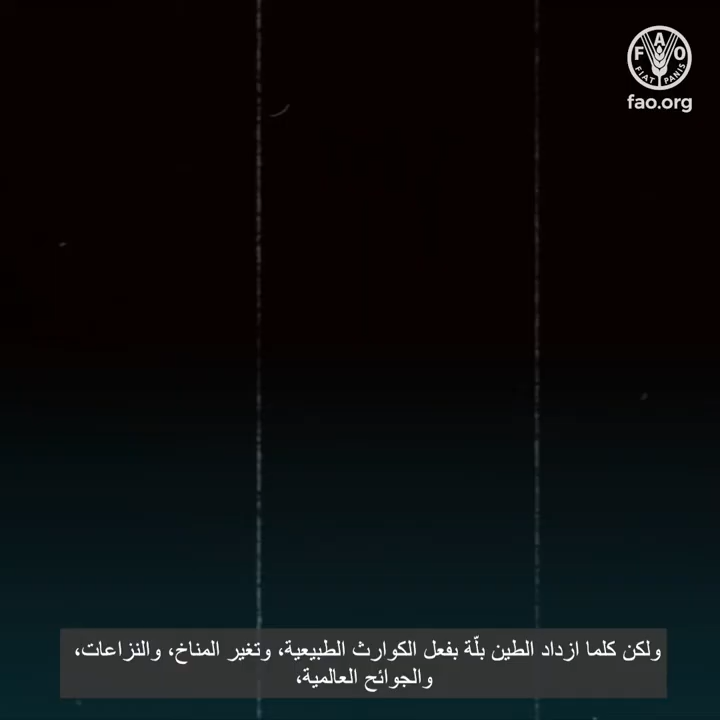 FAO
FIAT PANIS
fao.org
ولكن كلما ازداد الطين بلّة بفعل الكوارث الطبيعية، وتغير المناخ، والنزاعات،
والجوائح العالمية،